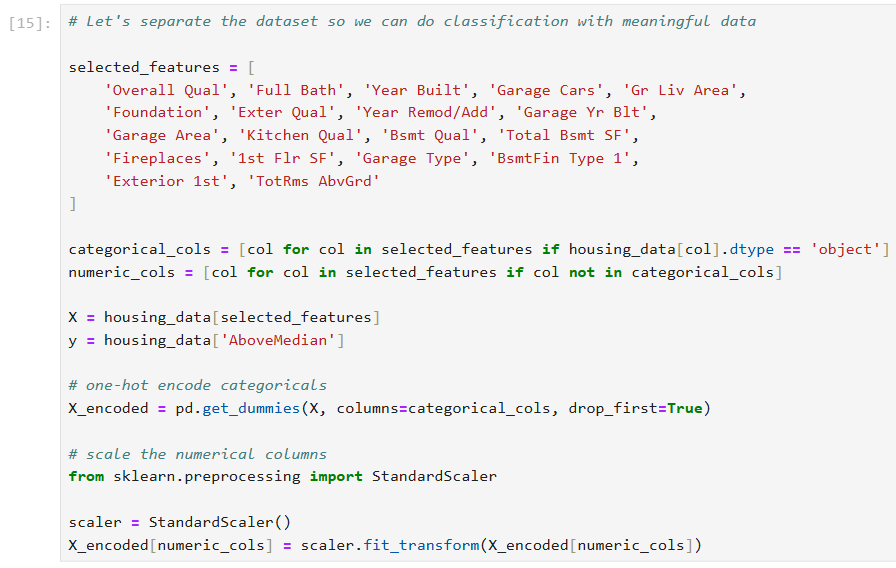 [15]: # Let's separate the dataset so we can do classification with meaningful data
selected_features = [
'Overall Qual', 'Full Bath', 'Year Built', 'Garage Cars', 'Gr Liv Area',
'Foundation', 'Exter Qual', 'Year Remod/Add', 'Garage Yr Blt',
'Garage Area', 'Kitchen Qual', 'Bsmt Qual', 'Total Bsmt SF',
'Fireplaces', '1st Flr SF', 'Garage Type', 'BsmtFin Type 1',
'Exterior 1st', 'TotRms AbvGrd'
]
categorical_cols = [col for col in selected_features if housing_data[col].dtype == 'object']
numeric_cols = [col for col in selected_features if col not in categorical_cols]
X = housing_data[selected_features]
y = housing_data['AboveMedian']
# one-hot encode categoricals
X_encoded = pd.get_dummies(X, columns=categorical_cols, drop_first=True)
# scale the numerical columns
from sklearn.preprocessing import StandardScaler
scaler = StandardScaler()
X_encoded[numeric_cols] = scaler.fit_transform(X_encoded[numeric_cols])